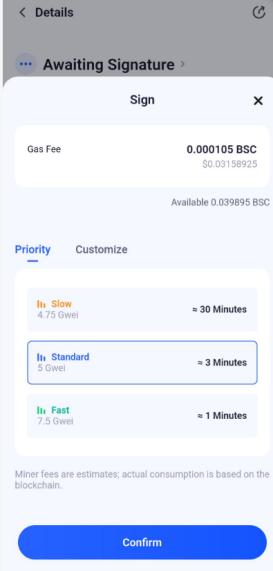 Details
Awaiting Signature
Sign
Gas Fee 0.000105 BSC
$0.03158925
Available 0.039895 BSC
Priority Customize
Slow
4.75 Gwei
≈ 30 Minutes
Standard
5 Gwei
≈ 3 Minutes
Fast
7.5 Gwei
≈ 1 Minutes
Miner fees are estimates; actual consumption is based on the
blockchain.
Confirm